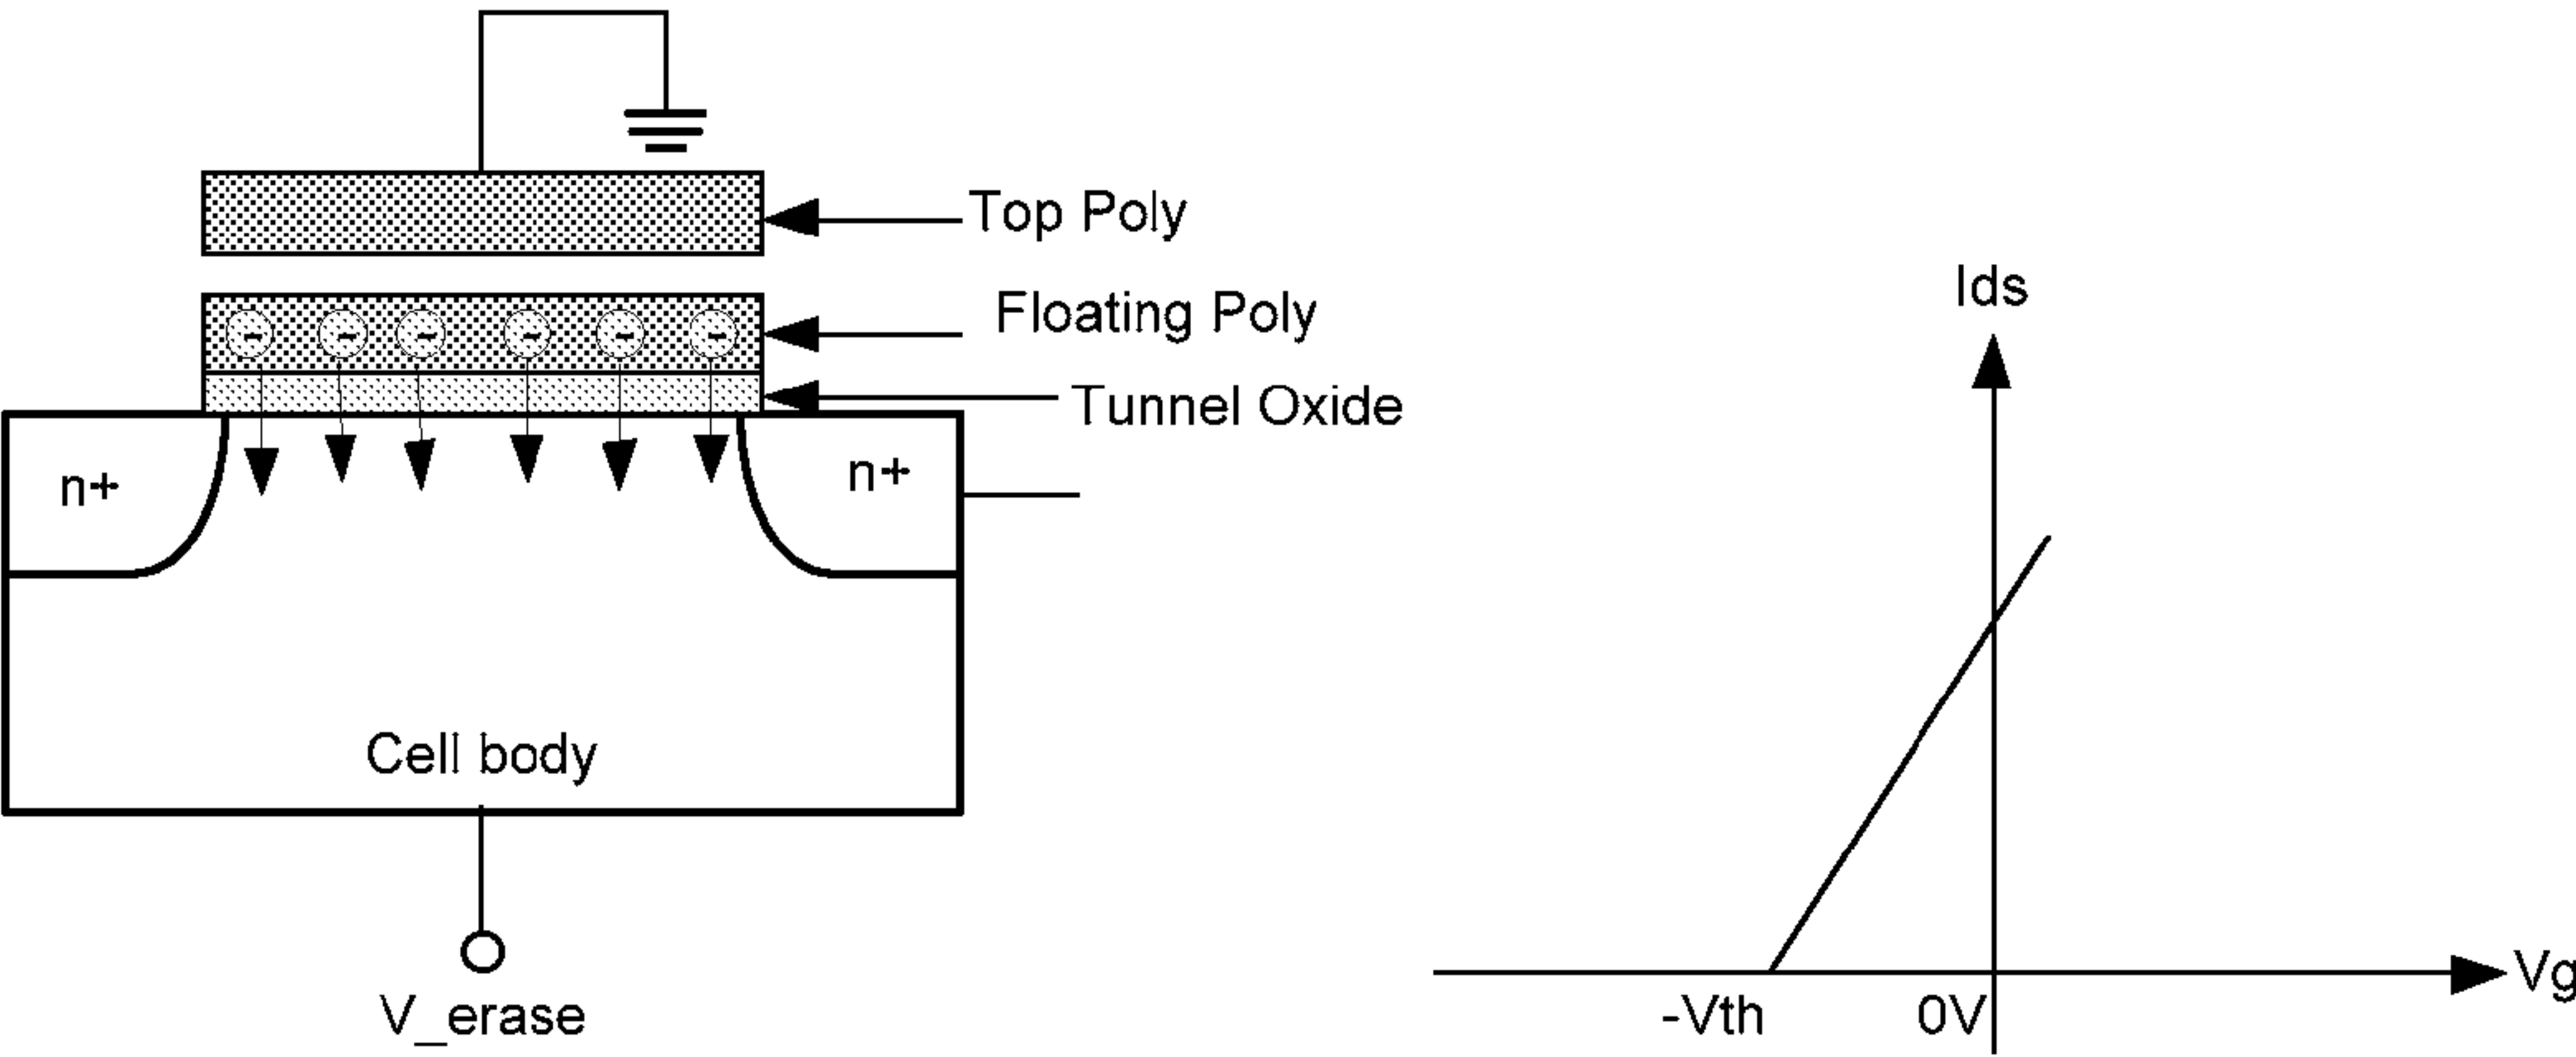 Top Poly
Floating Poly
Tunnel Oxide
n+
n+
Cell body
V_erase
Ids
-Vth
0V
Vg